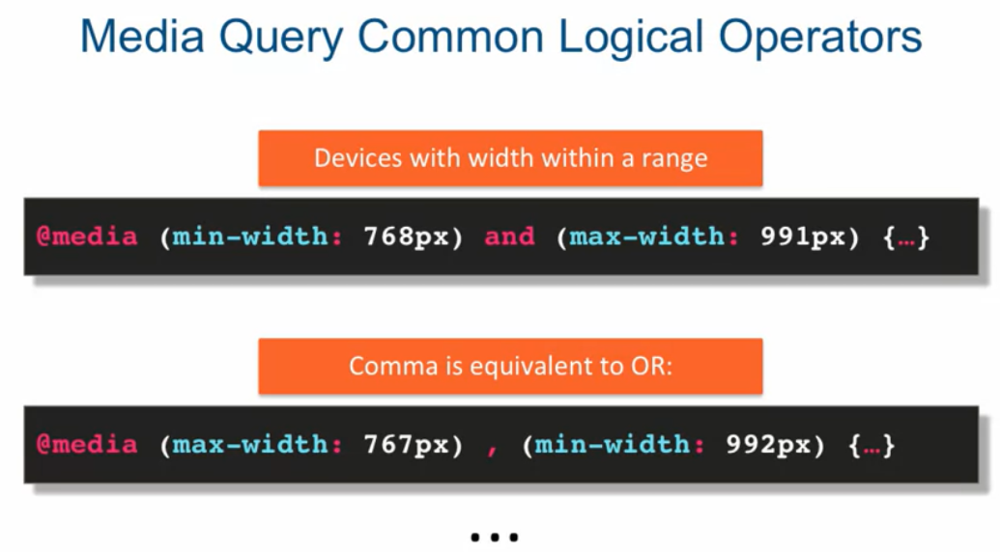 Media Query Common Logical Operators
Devices with width within a range
@media (min-width: 768px) and (max-width: 991px) {…}
Comma is equivalent to OR:
@media (max-width: 767px) , (min-width: 992px) {…}
...